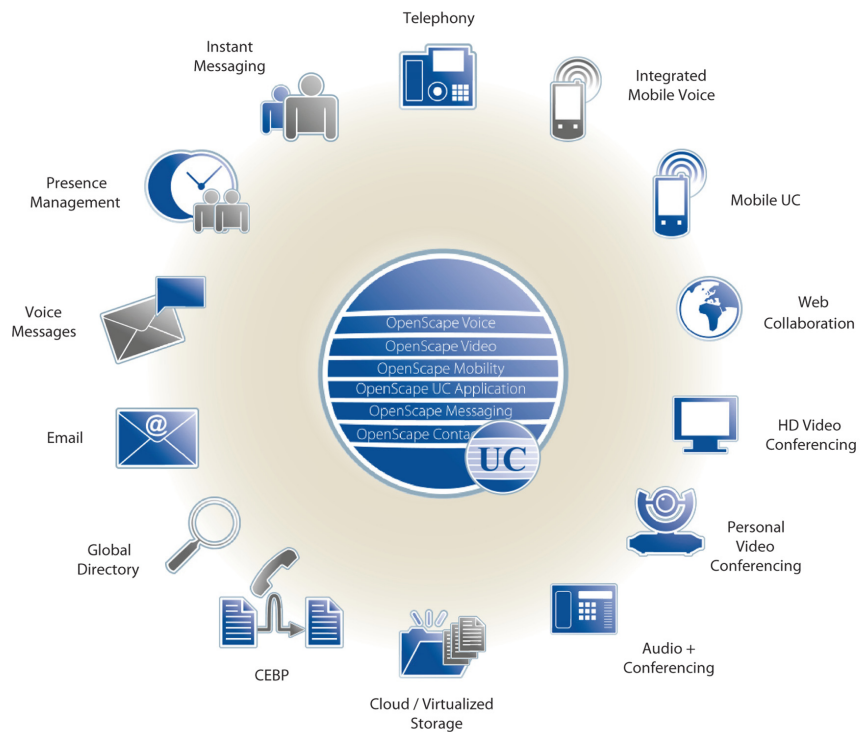 Telephony
Instant
Messaging
Integrated
Mobile Voice
Presence
Management
Mobile UC
Voice
Messages
Web
Collaboration
OpenScape Voice
OpenScape Video
OpenScape Mobility
OpenScape UC Application
OpenScape Messaging
OpenScape
UC
Email
@
HD Video
Conferencing
Global
Directory
Personal
Video
Conferencing
CEBP
Audio +
Conferencing
Cloud / Virtualized
Storage